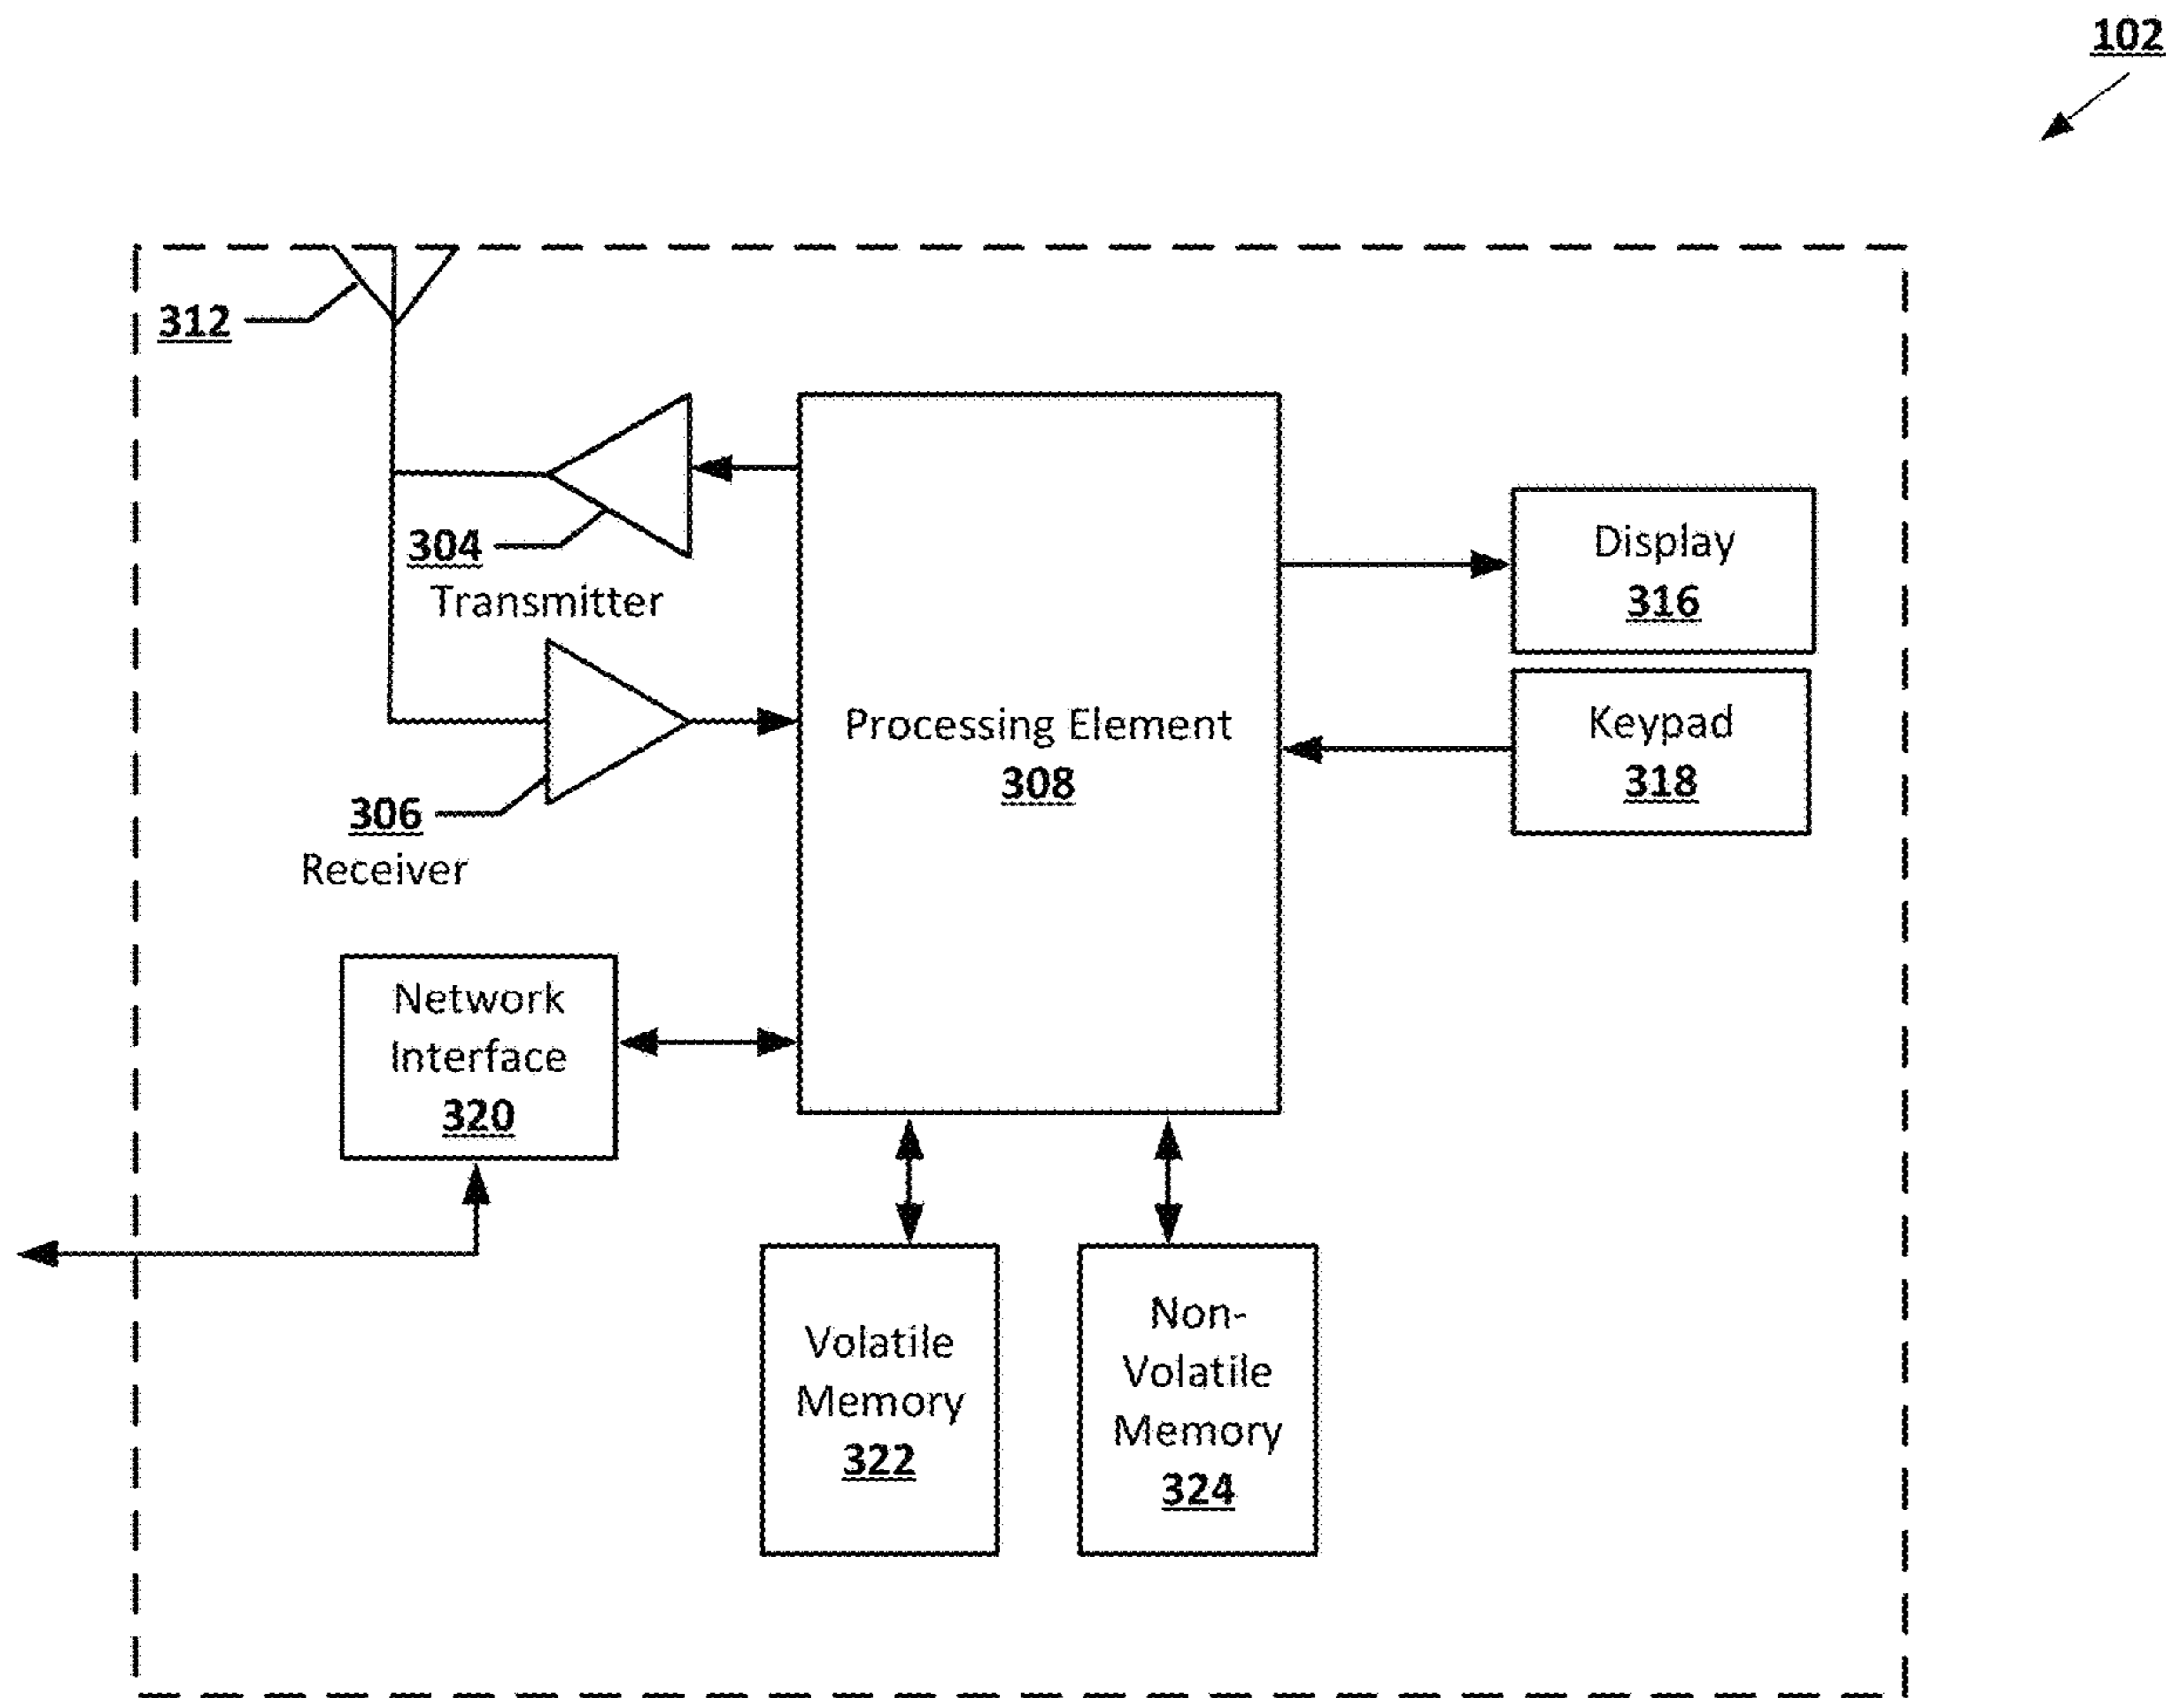 102
312
304
Transmitter
Display
316
Processing Element
308
Keypad
318
306
Receiver
Network
Interface
320
Volatile
Memory
322
Non-
Volatile
Memory
324